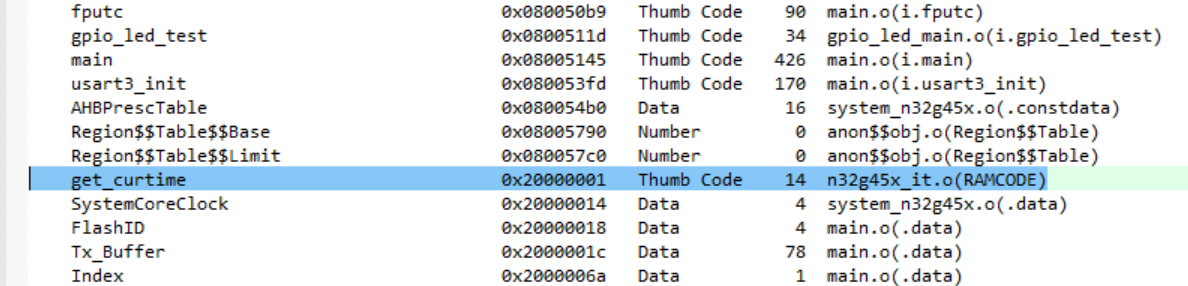 fputc 0x080050b9 Thumb Code 90 main.o(i.fputc)
gpio_led_test 0x0800511d Thumb Code 34 gpio_led_main.o(i.gpio_led_test)
main 0x08005145 Thumb Code 426 main.o(i.main)
usart3_init 0x080053fd Thumb Code 170 main.o(i.usart3_init)
AHBPrescTable 0x080054b0 Data 16 system_n32g45x.o(.constdata)
Region$$Table$$Base 0x08005790 Number 0 anon$$obj.o(Region$$Table)
Region$$Table$$Limit 0x080057c0 Number 0 anon$$obj.o(Region$$Table)
get_curtime 0x20000001 Thumb Code 14 n32g45x_it.o(RAMCODE)
SystemCoreClock 0x20000014 Data 4 system_n32g45x.o(.data)
FlashID 0x20000018 Data 4 main.o(.data)
Tx_Buffer 0x2000001c Data 78 main.o(.data)
Index 0x2000006a Data 1 main.o(.data)